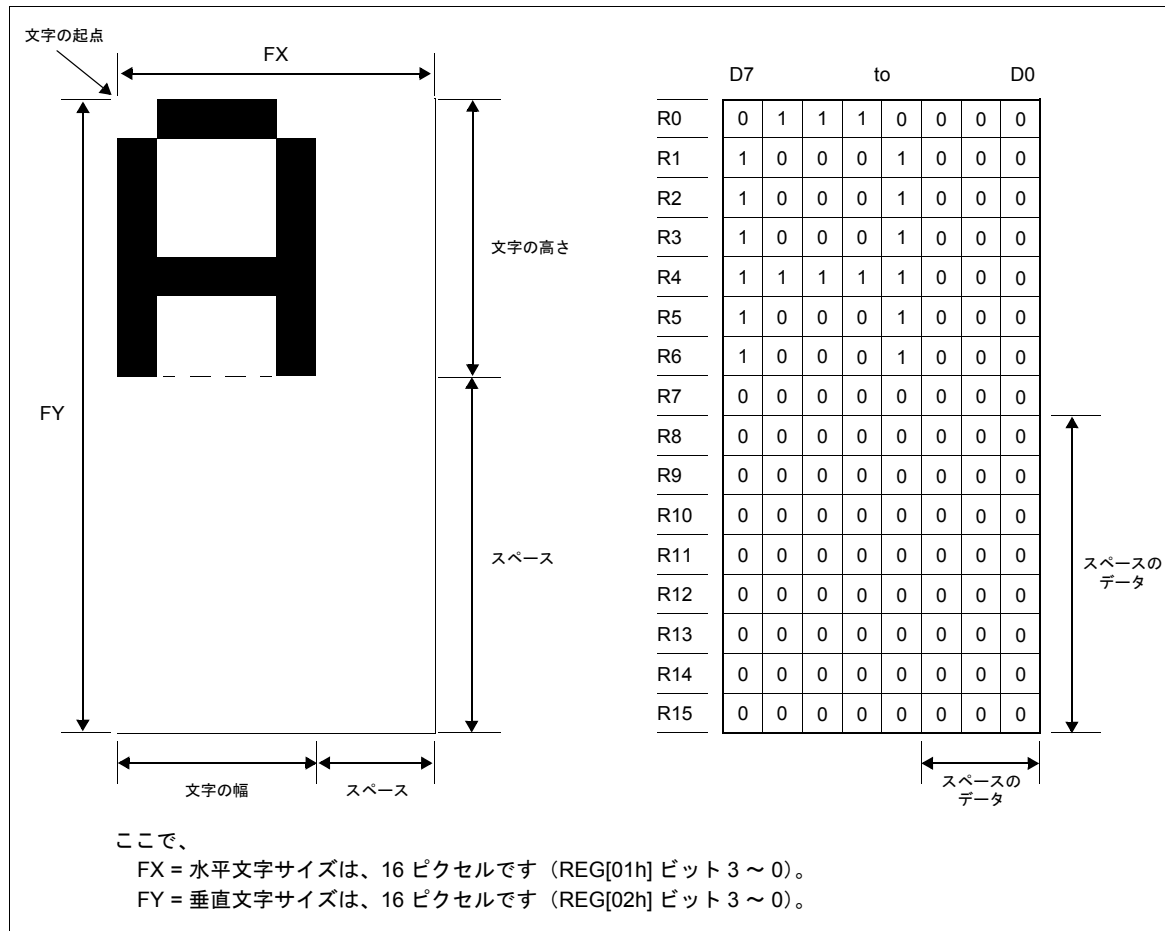 文字の起点
FX
FY
文字の高さ
スペース
文字の幅
スペース
D7 to D0
R0 0 1 1 1 0 0 0 0
R1 1 0 0 0 1 0 0 0
R2 1 0 0 0 1 0 0 0
R3 1 0 0 0 1 0 0 0
R4 1 1 1 1 1 0 0 0
R5 1 0 0 0 1 0 0 0
R6 1 0 0 0 1 0 0 0
R7 0 0 0 0 0 0 0 0
R8 0 0 0 0 0 0 0 0
R9 0 0 0 0 0 0 0 0
R10 0 0 0 0 0 0 0 0
R11 0 0 0 0 0 0 0 0
R12 0 0 0 0 0 0 0 0
R13 0 0 0 0 0 0 0 0
R14 0 0 0 0 0 0 0 0
R15 0 0 0 0 0 0 0 0
スペースの
データ
スペースの
データ
ここで、
FX = 水平文字サイズは、16 ピクセルです（REG[01h] ビット 3 ～ 0）。
FY = 垂直文字サイズは、16 ピクセルです（REG[02h] ビット 3 ～ 0）。